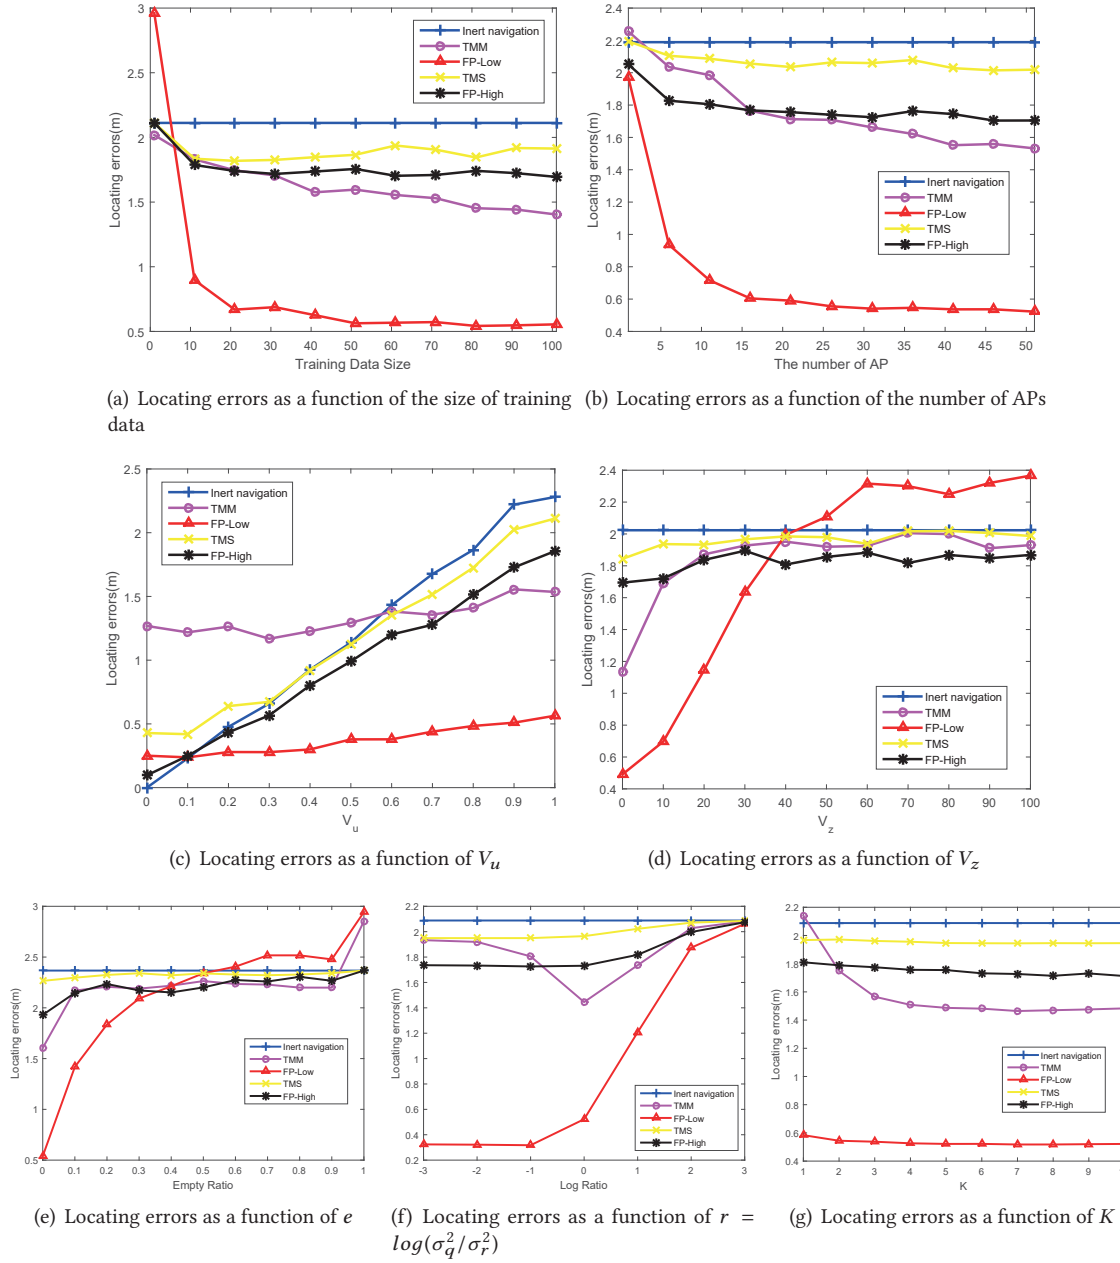 3
2.5
2
1.5
1
0.5
Locating errors(m)
0 10 20 30 40 50 60 70 80 90 100
Training Data Size
Inert navigation
TMM
FP-Low
TMS
FP-High
2.4
2.2
2
1.8
1.6
1.4
1.2
1
0.8
0.6
0.4
Locating errors(m)
5 10 15 20 25 30 35 40 45 50
The number of AP
Inert navigation
TMM
FP-Low
TMS
FP-High
(a) Locating errors as a function of the size of training
data
(b) Locating errors as a function of the number of APs
2.5
2
1.5
1
0.5
0
Locating errors(m)
0 0.1 0.2 0.3 0.4 0.5 0.6 0.7 0.8 0.9 1
V_u
Inert navigation
TMM
FP-Low
TMS
FP-High
2.4
2.2
2
1.8
1.6
1.4
1.2
1
0.8
0.6
0.4
Locating errors(m)
0 10 20 30 40 50 60 70 80 90 100
V_z
Inert navigation
TMM
FP-Low
TMS
FP-High
(c) Locating errors as a function of V_u
(d) Locating errors as a function of V_z
3
2.5
2
1.5
1
0.5
Locating errors(m)
0 0.1 0.2 0.3 0.4 0.5 0.6 0.7 0.8 0.9 1
Empty Ratio
Inert navigation
TMM
FP-Low
TMS
FP-High
2.2
2
1.8
1.6
1.4
1.2
1
0.8
0.6
0.4
0.2
Locating errors(m)
-3 -2 -1 0 1 2 3
Log Ratio
Inert navigation
TMM
FP-Low
TMS
FP-High
2.2
2
1.8
1.6
1.4
1.2
1
0.8
0.6
0.4
Locating errors(m)
1 2 3 4 5 6 7 8 9
K
Inert navigation
TMM
FP-Low
TMS
FP-High
(e) Locating errors as a function of e
(f) Locating errors as a function of r =
log(σ_q^2/σ_r^2)
(g) Locating errors as a function of K